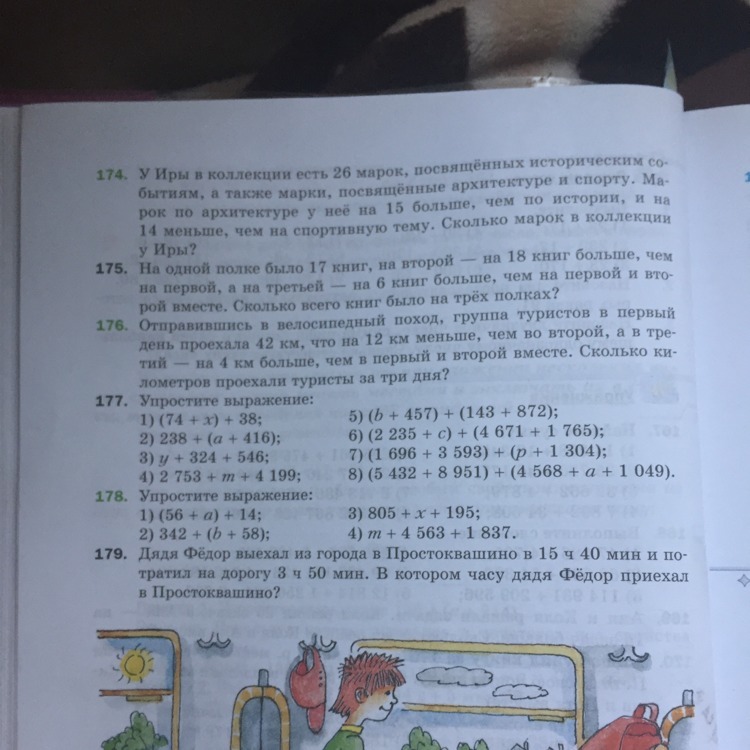 174. У Иры в коллекции есть 26 марок, посвящённых историческим со-
бытиям, а также марки, посвящённые архитектуре и спорту. Ма-
рок по архитектуре у неё на 15 больше, чем по истории, и на
14 меньше, чем на спортивную тему. Сколько марок в коллекции
у Иры?
175. На одной полке было 17 книг, на второй — на 18 книг больше, чем
на первой, а на третьей — на 6 книг больше, чем на первой и вто-
рой вместе. Сколько всего книг было на трёх полках?
176. Отправившись в велосипедный поход, группа туристов в первый
день проехала 42 км, что на 12 км меньше, чем во второй, а в тре-
тий — на 4 км больше, чем в первый и второй вместе. Сколько ки-
лометров проехали туристы за три дня?
177. Упростите выражение:
1) (74 + x) + 38;
2) 238 + (a + 416);
3) y + 324 + 546;
4) 2 753 + m + 4 199;
5) (b + 457) + (143 + 872);
6) (2 235 + c) + (4 671 + 1 765);
7) (1 696 + 3 593) + (p + 1 304);
8) (5 432 + 8 951) + (4 568 + a + 1 049).
178. Упростите выражение:
1) (56 + a) + 14;
2) 342 + (b + 58);
3) 805 + x + 195;
4) m + 4 563 + 1 837.
179. Дядя Фёдор выехал из города в Простоквашино в 15 ч 40 мин и по-
тратил на дорогу 3 ч 50 мин. В котором часу дядя Фёдор приехал
в Простоквашино?